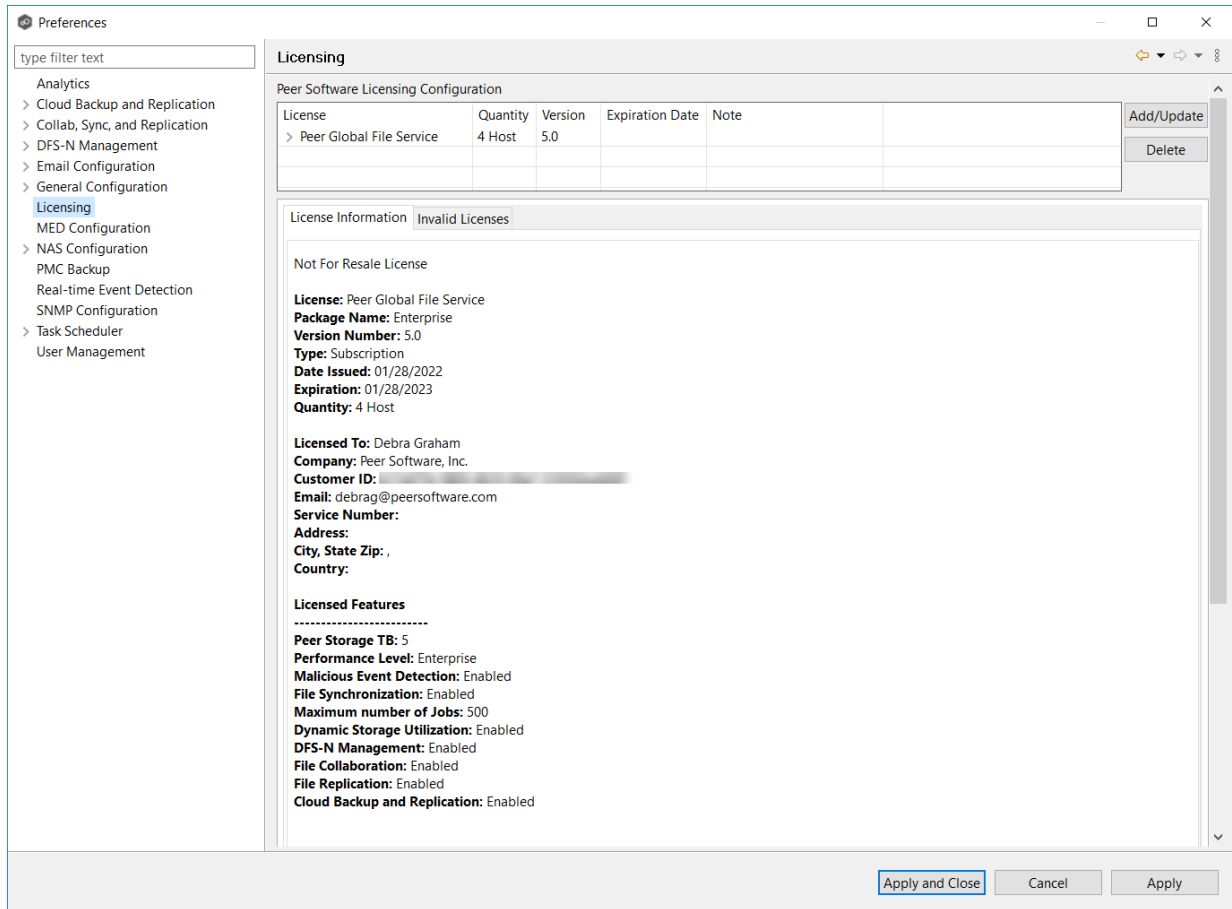 Preferences
type filter text
Analytics
Cloud Backup and Replication
Collab, Sync, and Replication
DFS-N Management
Email Configuration
General Configuration
Licensing
MED Configuration
NAS Configuration
PMC Backup
Real-time Event Detection
SNMP Configuration
Task Scheduler
User Management
Licensing
Peer Software Licensing Configuration
License Quantity Version Expiration Date Note
Peer Global File Service 4 Host 5.0
Add/Update
Delete
License Information Invalid Licenses
Not For Resale License
License: Peer Global File Service
Package Name: Enterprise
Version Number: 5.0
Type: Subscription
Date Issued: 01/28/2022
Expiration: 01/28/2023
Quantity: 4 Host
Licensed To: Debra Graham
Company: Peer Software, Inc.
Customer ID:
Email: debrag@peersoftware.com
Service Number:
Address:
City, State Zip: ,
Country:
Licensed Features
-------------------------
Peer Storage TB: 5
Performance Level: Enterprise
Malicious Event Detection: Enabled
File Synchronization: Enabled
Maximum number of Jobs: 500
Dynamic Storage Utilization: Enabled
DFS-N Management: Enabled
File Collaboration: Enabled
File Replication: Enabled
Cloud Backup and Replication: Enabled
Apply and Close Cancel Apply